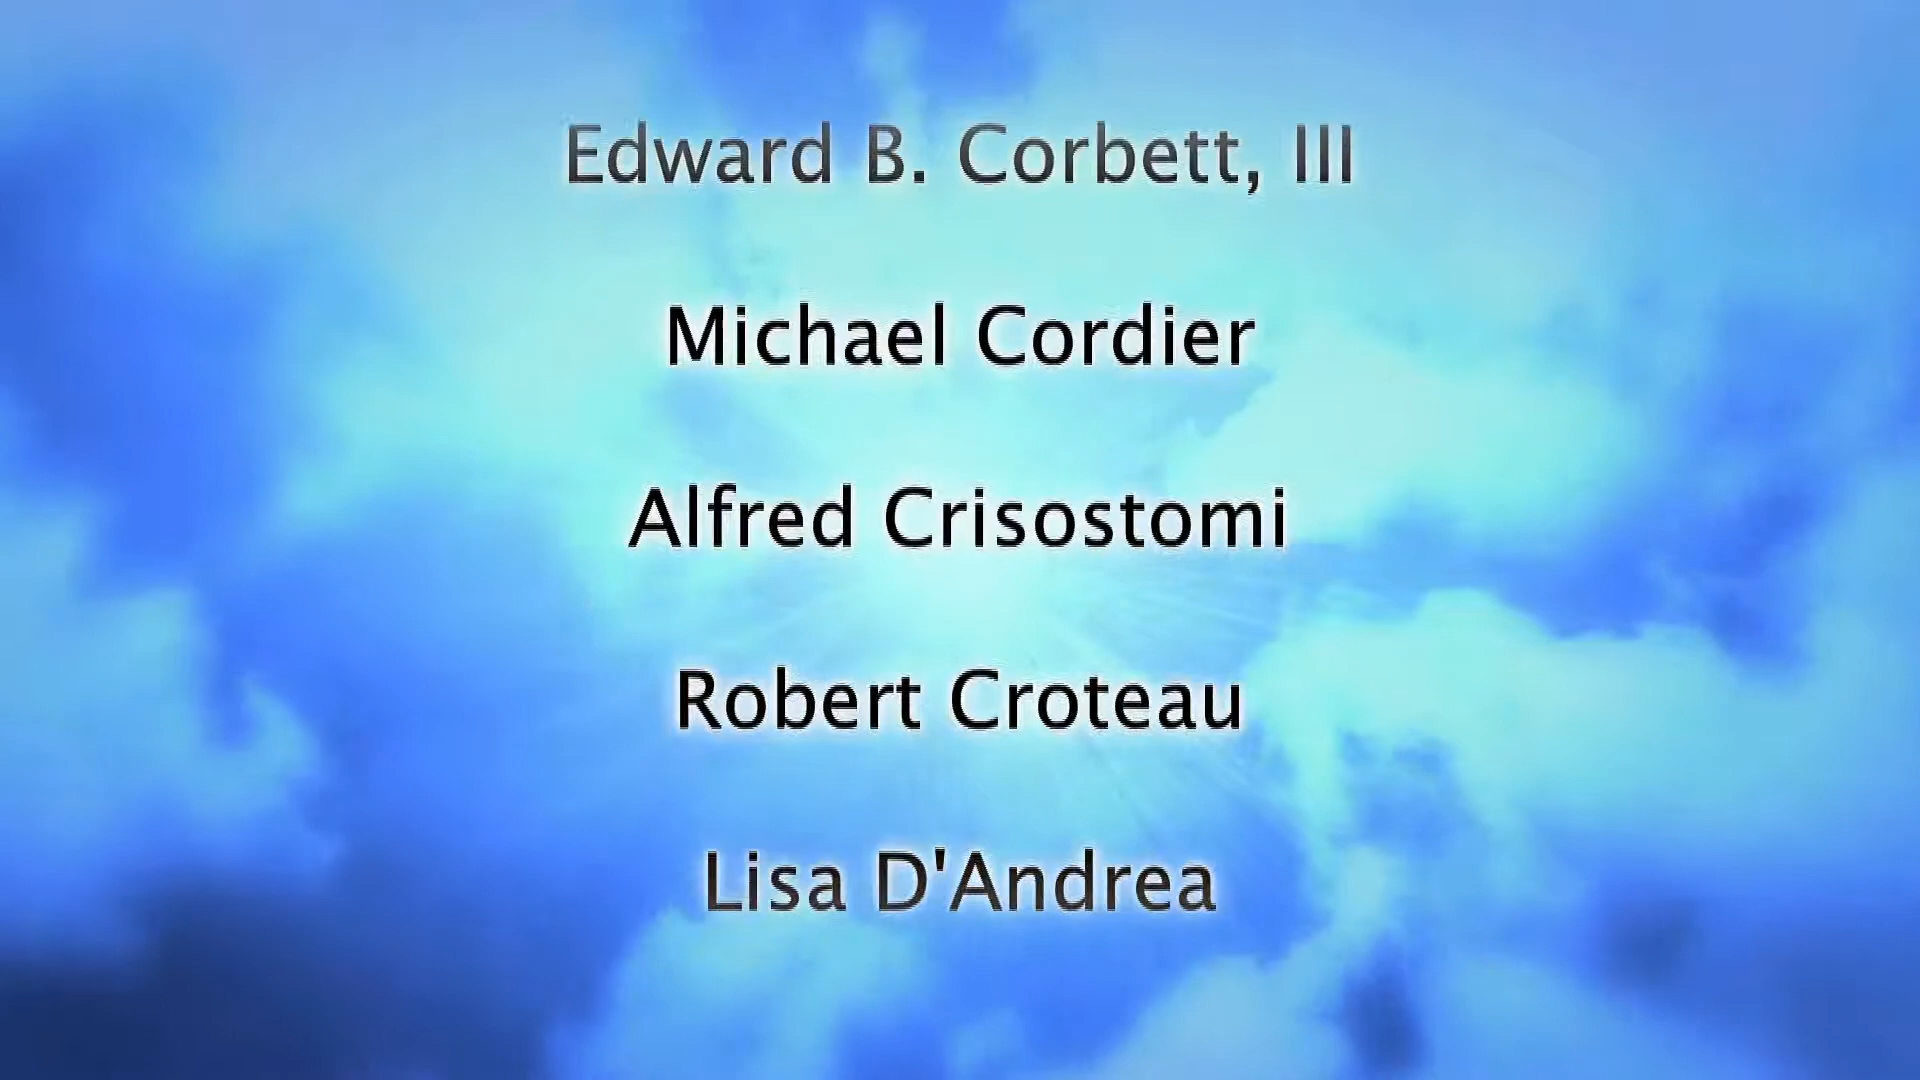 Edward B. Corbett, III
Michael Cordier
Alfred Crisostomi
Robert Croteau
Lisa D'Andrea